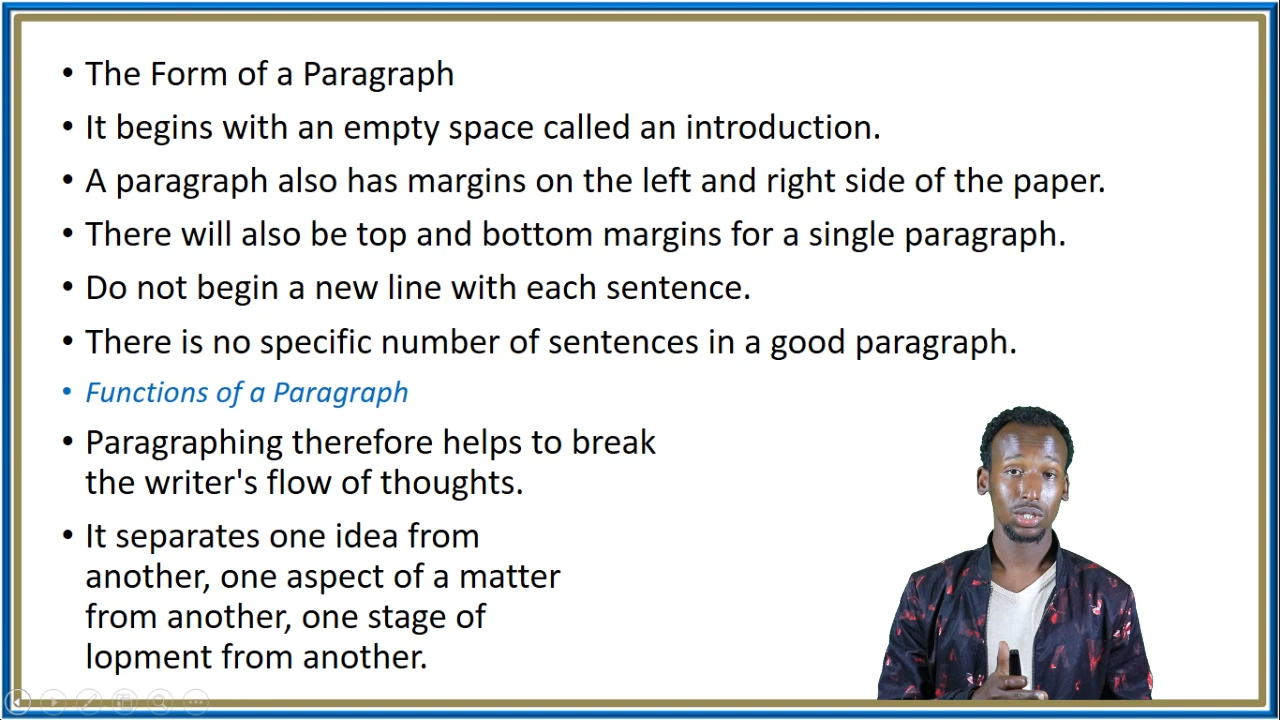 • The Form of a Paragraph
• It begins with an empty space called an introduction.
• A paragraph also has margins on the left and right side of the paper.
• There will also be top and bottom margins for a single paragraph.
• Do not begin a new line with each sentence.
• There is no specific number of sentences in a good paragraph.
• Functions of a Paragraph
• Paragraphing therefore helps to break
the writer's flow of thoughts.
• It separates one idea from
another, one aspect of a matter
from another, one stage of
lopment from another.